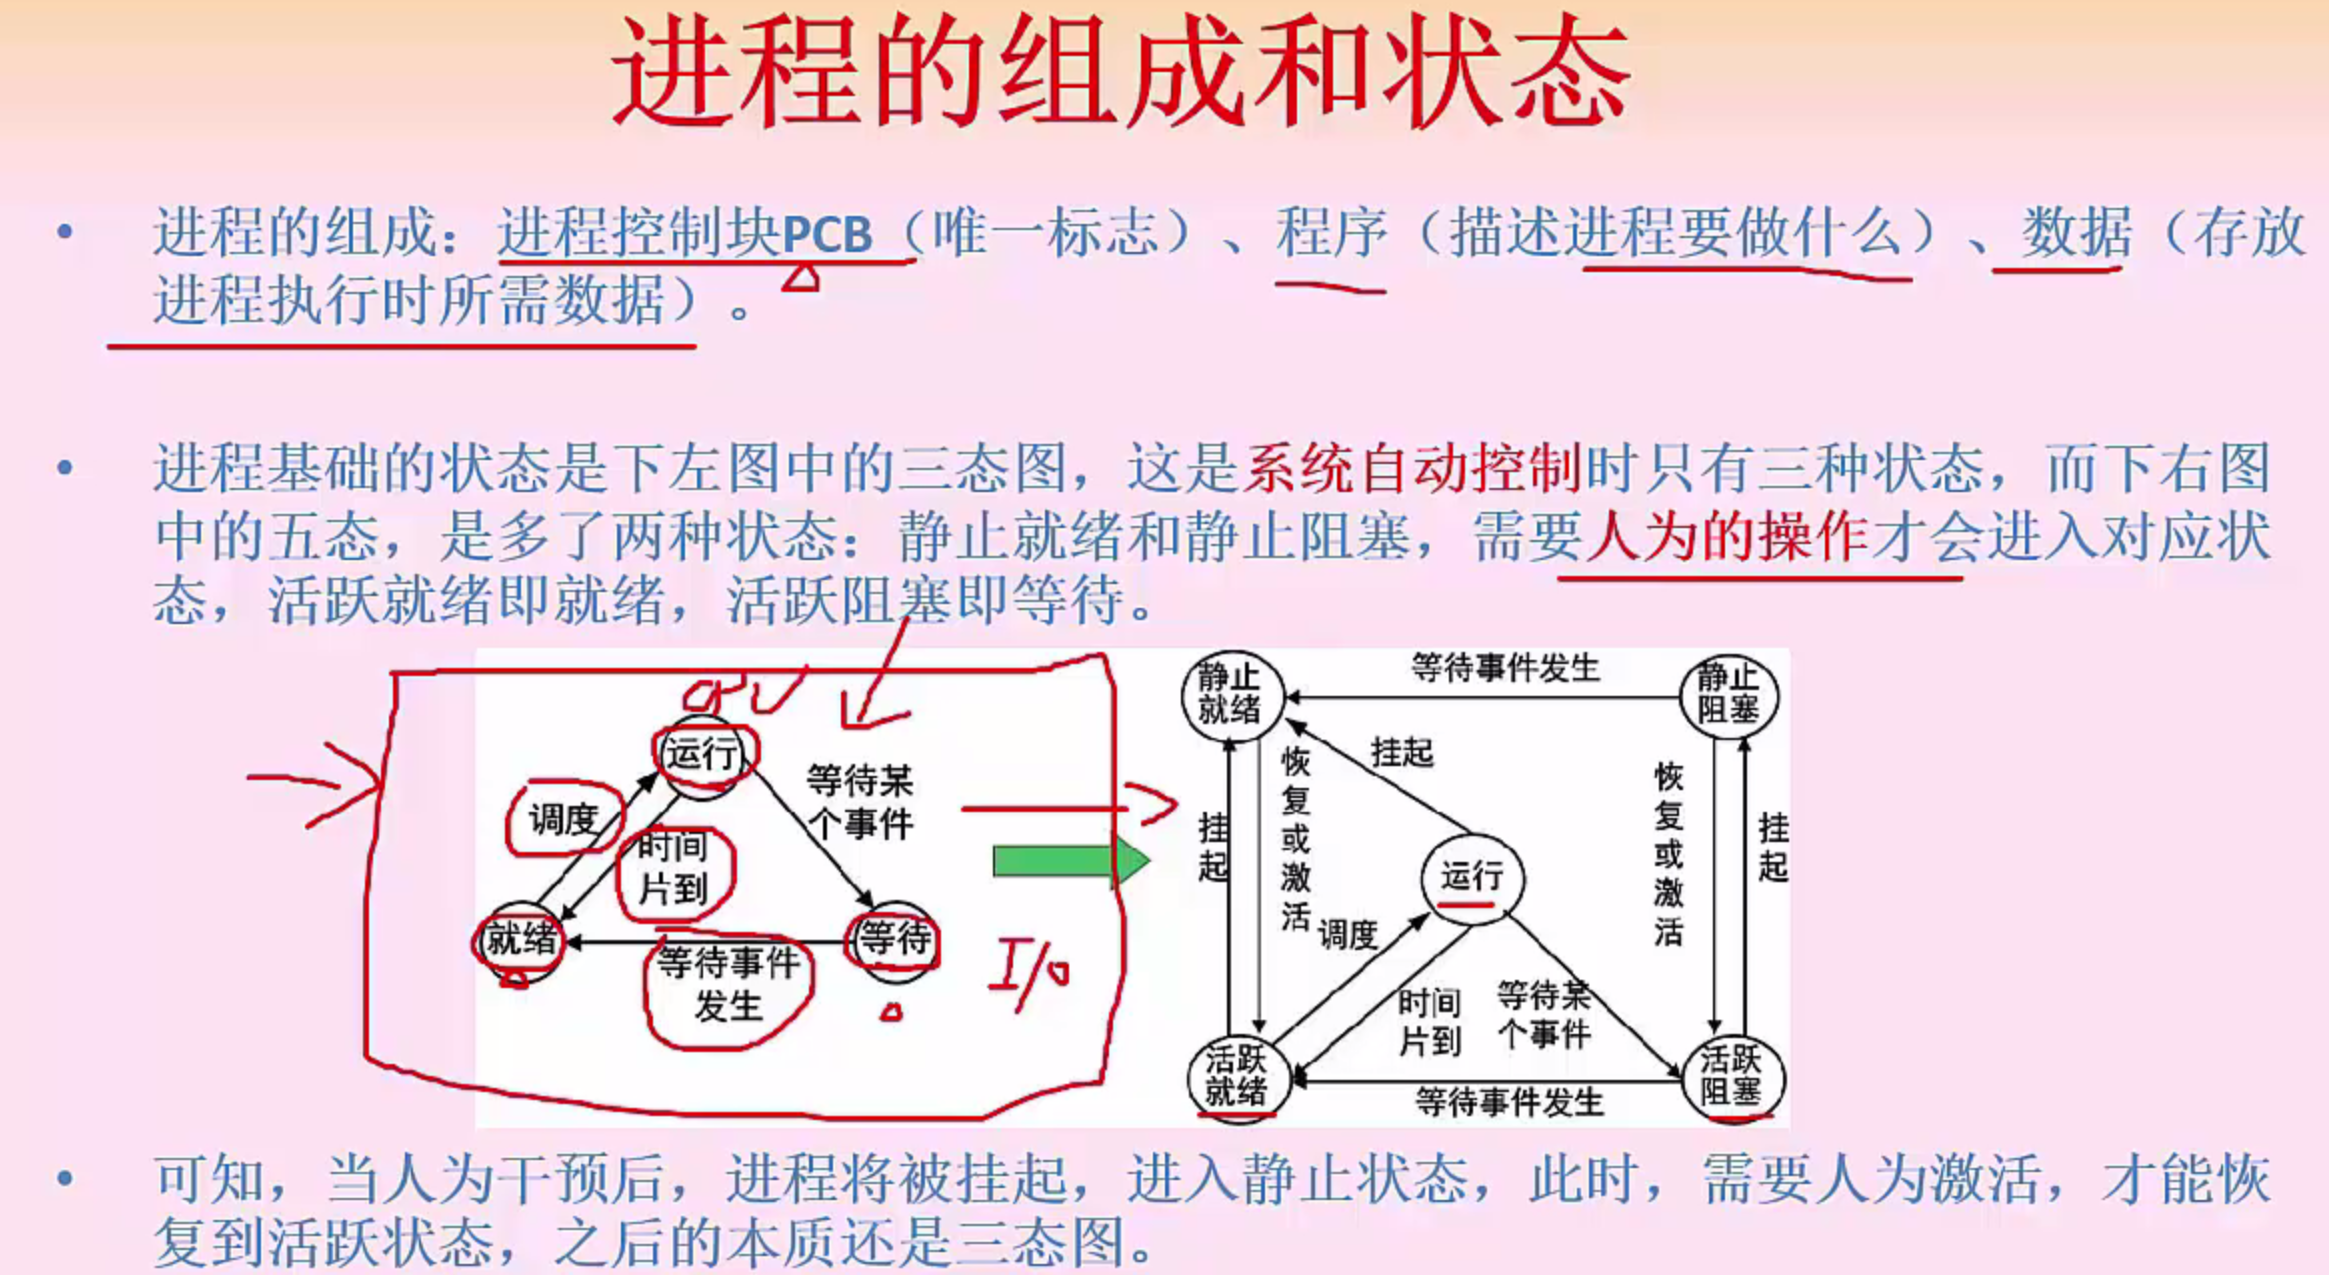 进程的组成和状态
• 进程的组成：进程控制块PCB（唯一标志）、程序（描述进程要做什么）、数据（存放
进程执行时所需数据）。
• 进程基础的状态是下左图中的三态图，这是系统自动控制时只有三种状态，而下右图
中的五态，是多了两种状态：静止就绪和静止阻塞，需要人为的操作才会进入对应状
态，活跃就绪即就绪，活跃阻塞即等待。
运行
调度
等待某
个事件
时间
片到
就绪
等待
等待事件
发生
I/o
静止
就绪
等待事件发生
静止
阻塞
挂起
恢复或激活
挂起
恢复或激活
挂起
运行
调度
时间
片到
等待某
个事件
活跃
就绪
等待事件发生
活跃
阻塞
• 可知，当人为干预后，进程将被挂起，进入静止状态，此时，需要人为激活，才能恢
复到活跃状态，之后的本质还是三态图。